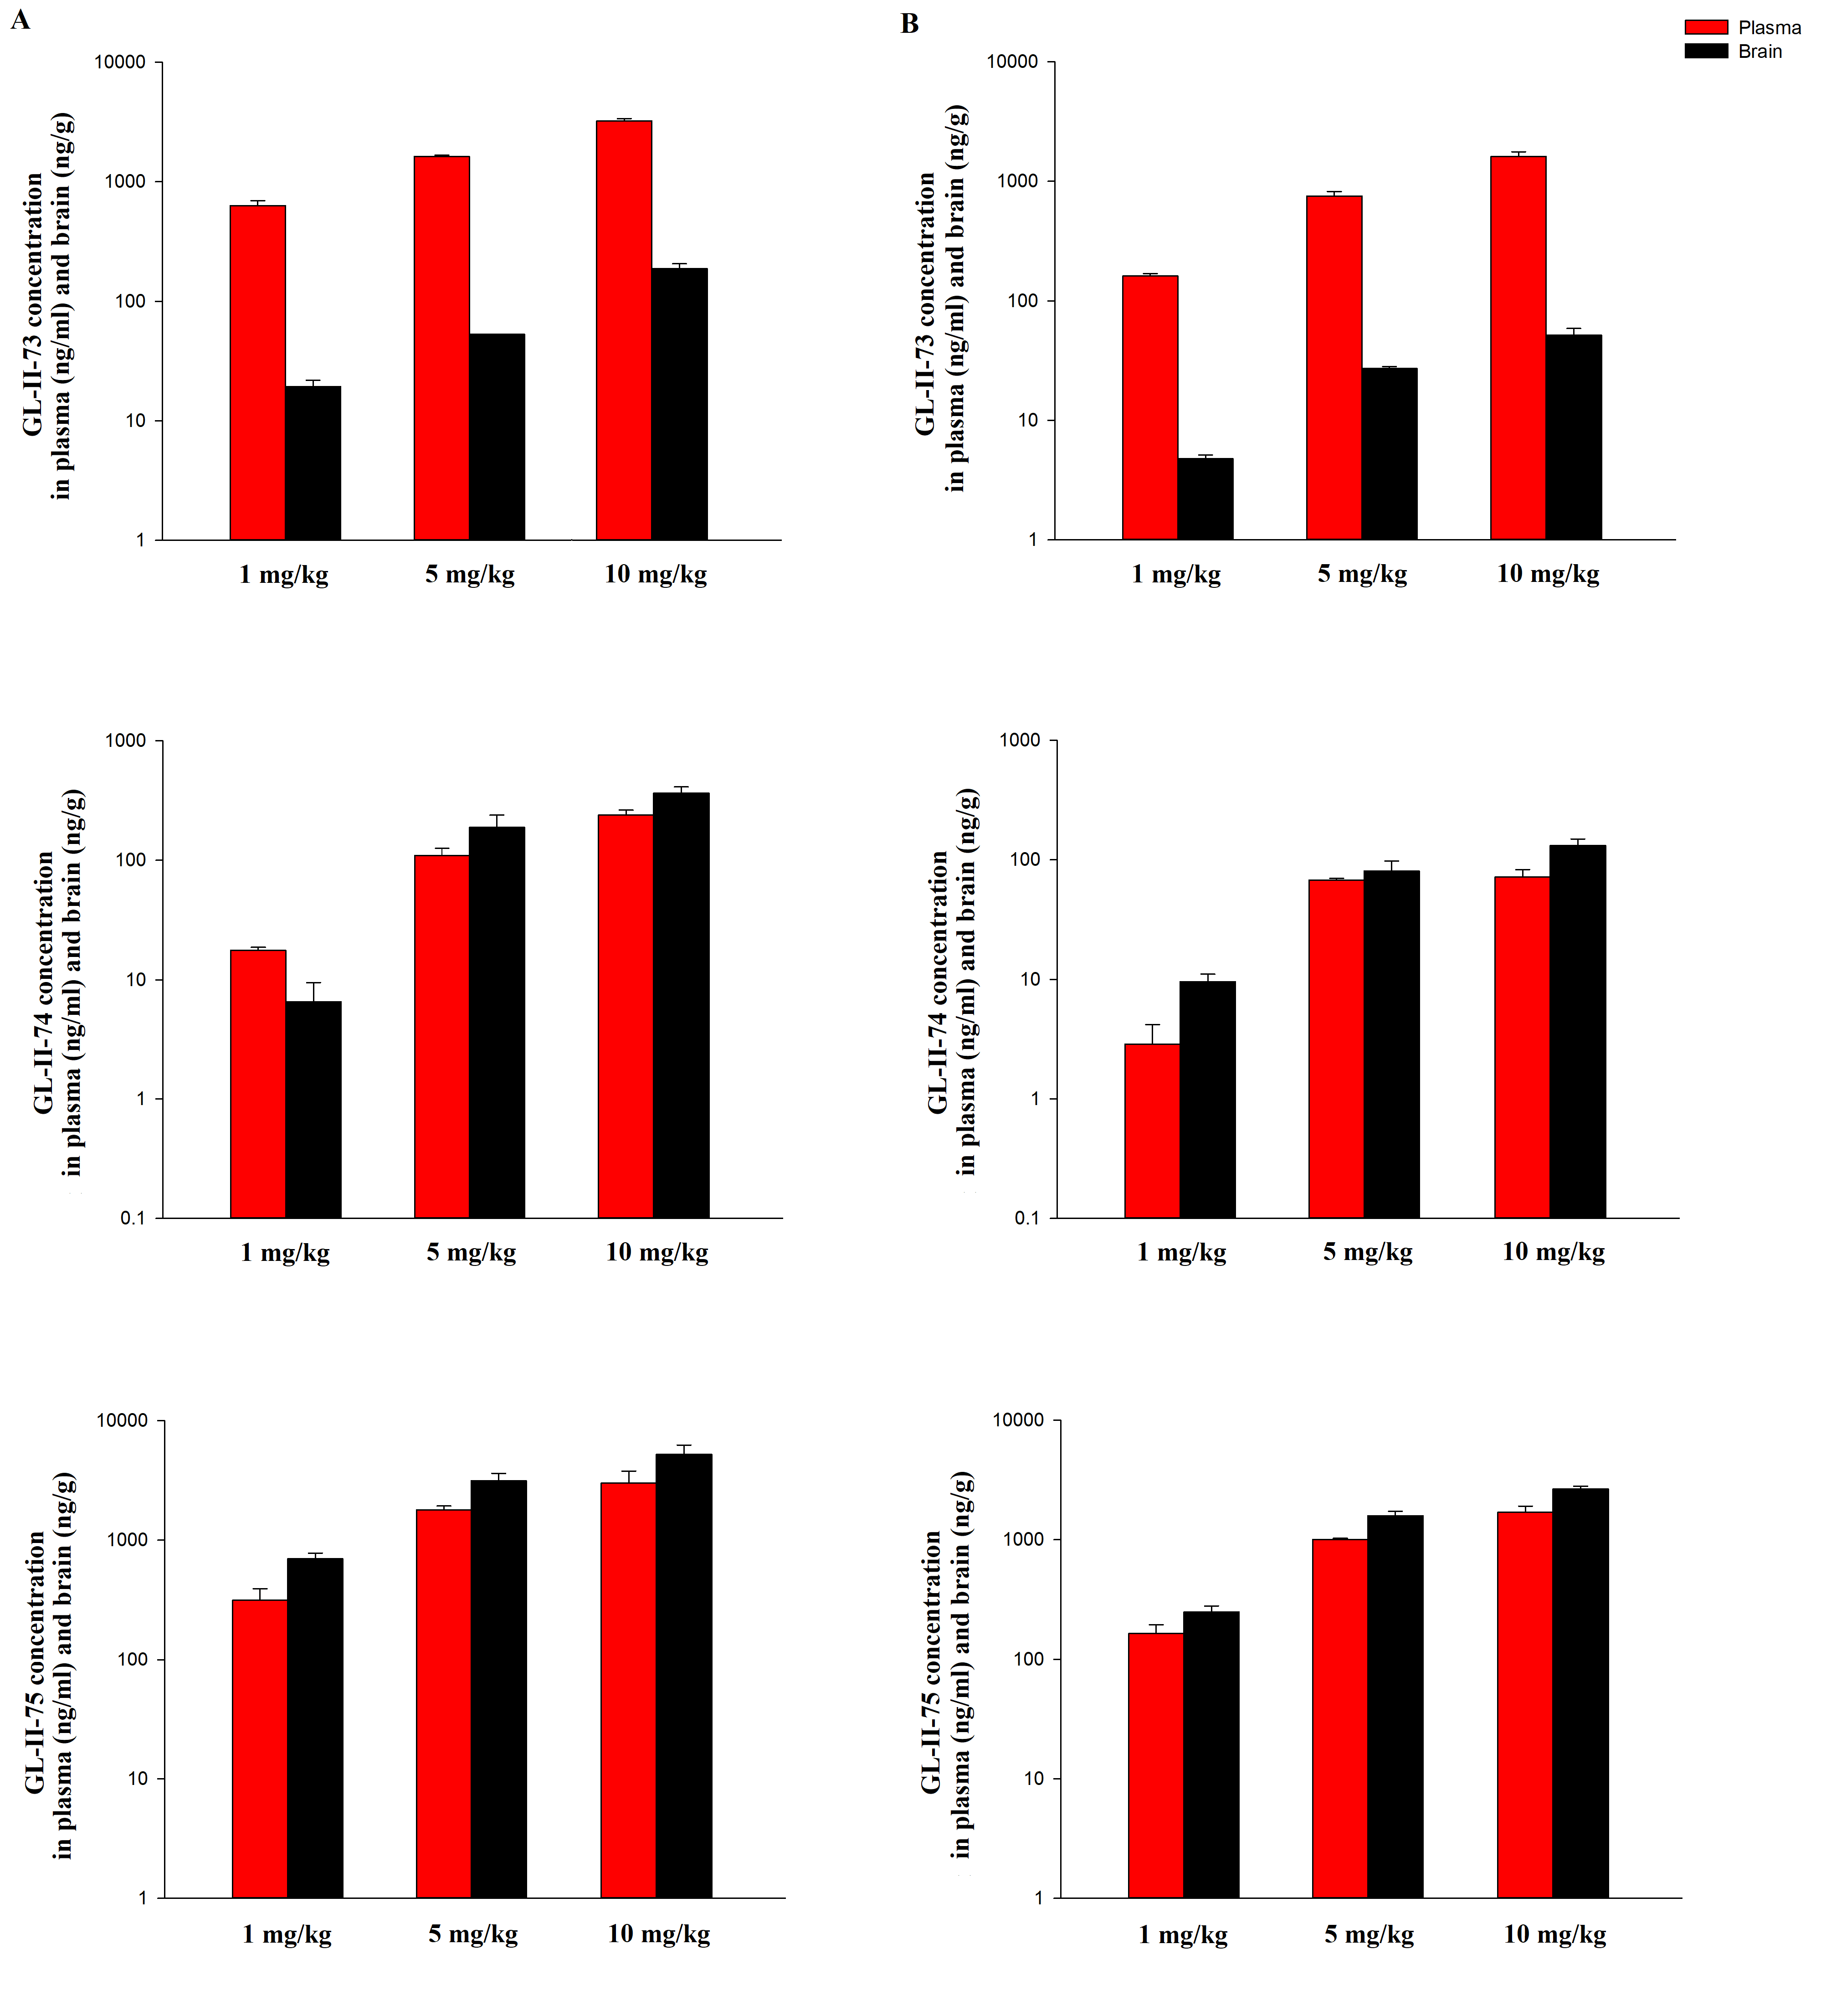 A
B
Plasma
Brain
GL-II-73 concentration
in plasma (ng/ml) and brain (ng/g)
10000
1000
100
10
1
1 mg/kg
5 mg/kg
10 mg/kg
GL-II-73 concentration
in plasma (ng/ml) and brain (ng/g)
10000
1000
100
10
1
1 mg/kg
5 mg/kg
10 mg/kg
GL-II-74 concentration
in plasma (ng/ml) and brain (ng/g)
1000
100
10
1
0.1
1 mg/kg
5 mg/kg
10 mg/kg
GL-II-74 concentration
in plasma (ng/ml) and brain (ng/g)
1000
100
10
1
0.1
1 mg/kg
5 mg/kg
10 mg/kg
GL-II-75 concentration
in plasma (ng/ml) and brain (ng/g)
10000
1000
100
10
1
1 mg/kg
5 mg/kg
10 mg/kg
GL-II-75 concentration
in plasma (ng/ml) and brain (ng/g)
10000
1000
100
10
1
1 mg/kg
5 mg/kg
10 mg/kg